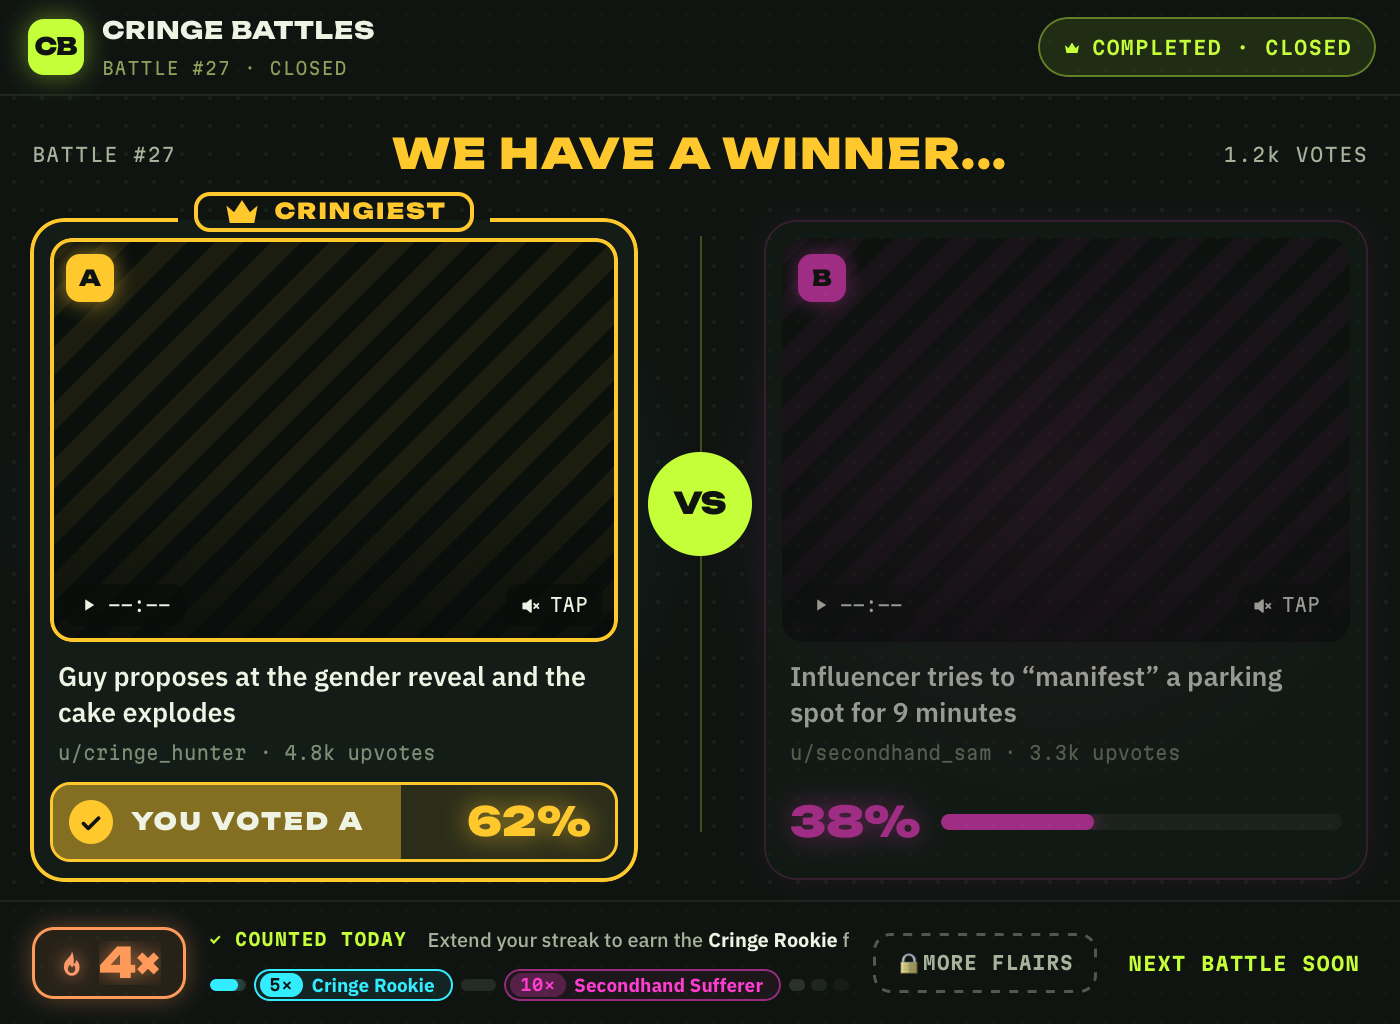 CB
CRINGE BATTLES
BATTLE #27 · CLOSED
COMPLETED · CLOSED
BATTLE #27
WE HAVE A WINNER...
1.2k VOTES
CRINGIEST
A
--:--
TAP
Guy proposes at the gender reveal and the
cake explodes
u/cringe_hunter · 4.8k upvotes
YOU VOTED A
62%
VS
B
--:--
TAP
Influencer tries to “manifest” a parking
spot for 9 minutes
u/secondhand_sam · 3.3k upvotes
38%
4×
COUNTED TODAY
Extend your streak to earn the Cringe Rookie f
5× Cringe Rookie
10× Secondhand Sufferer
MORE FLAIRS
NEXT BATTLE SOON